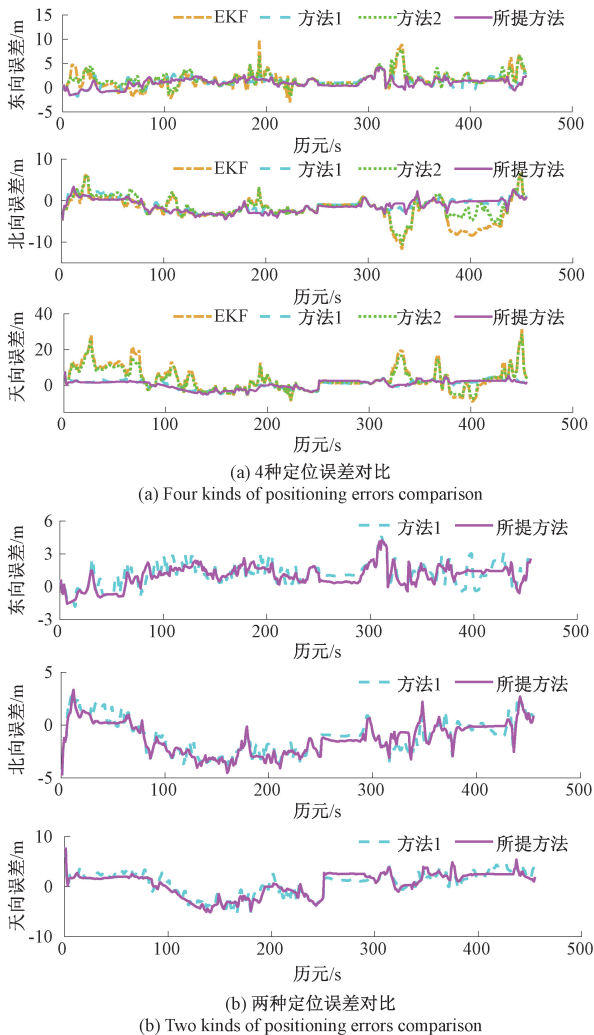 EKF 方法1 方法2 所提方法
15
10
5
0
-5
东向误差/m
0 100 200 300 400 500
历元/s
EKF 方法1 方法2 所提方法
10
0
-10
北向误差/m
0 100 200 300 400 500
历元/s
EKF 方法1 方法2 所提方法
40
20
0
天向误差/m
0 100 200 300 400 500
历元/s
(a) 4种定位误差对比
(a) Four kinds of positioning errors comparison
方法1 所提方法
6
3
0
-3
东向误差/m
0 100 200 300 400 500
历元/s
方法1 所提方法
5
0
-5
北向误差/m
0 100 200 300 400 500
历元/s
方法1 所提方法
10
0
-10
天向误差/m
0 100 200 300 400 500
历元/s
(b) 两种定位误差对比
(b) Two kinds of positioning errors comparison